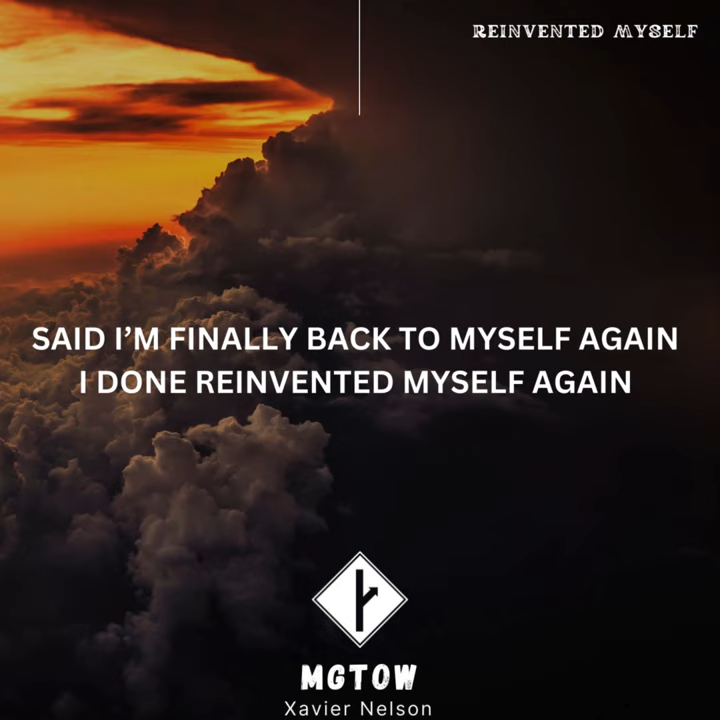 REINVENTED MYSELF
SAID I'M FINALLY BACK TO MYSELF AGAIN
I DONE REINVENTED MYSELF AGAIN
MGTOW
Xavier Nelson